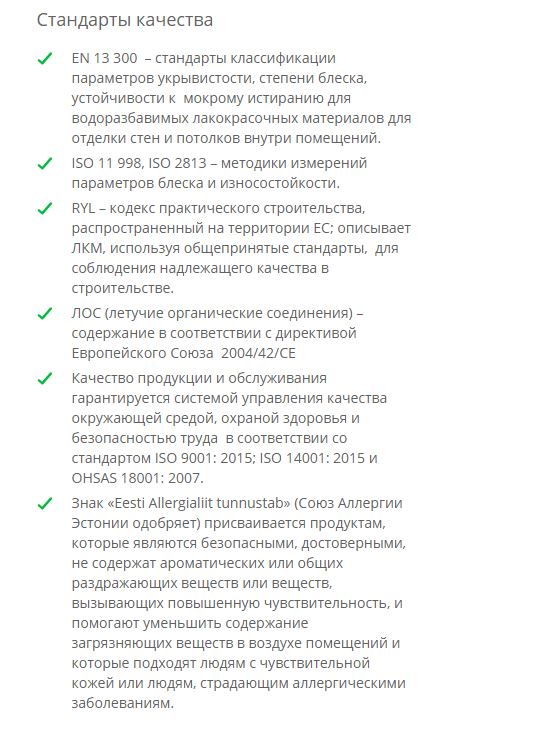 Стандарты качества
EN 13 300  – стандарты классификации
параметров укрывистости, степени блеска,
устойчивости к  мокрому истиранию для
водоразбавимых лакокрасочных материалов для
отделки стен и потолков внутри помещений.
ISO 11 998, ISO 2813 – методики измерений
параметров блеска и износостойкости.
RYL – кодекс практического строительства,
распространенный на территории ЕС; описывает
ЛКМ, используя общепринятые стандарты,  для
соблюдения надлежащего качества в
строительстве.
ЛОС (летучие органические соединения) –
содержание в соответствии с директивой
Европейского Союза  2004/42/CE
Качество продукции и обслуживания
гарантируется системой управления качества
окружающей средой, охраной здоровья и
безопасностью труда  в соответствии со
стандартом ISO 9001: 2015; ISO 14001: 2015 и
OHSAS 18001: 2007.
Знак «Eesti Allergialiit tunnustab» (Союз Аллергии
Эстонии одобряет) присваивается продуктам,
которые являются безопасными, достоверными,
не содержат ароматических или общих
раздражающих веществ или веществ,
вызывающих повышенную чувствительность, и
помогают уменьшить содержание
загрязняющих веществ в воздухе помещений и
которые подходят людям с чувствительной
кожей или людям, страдающим аллергическими
заболеваниям.